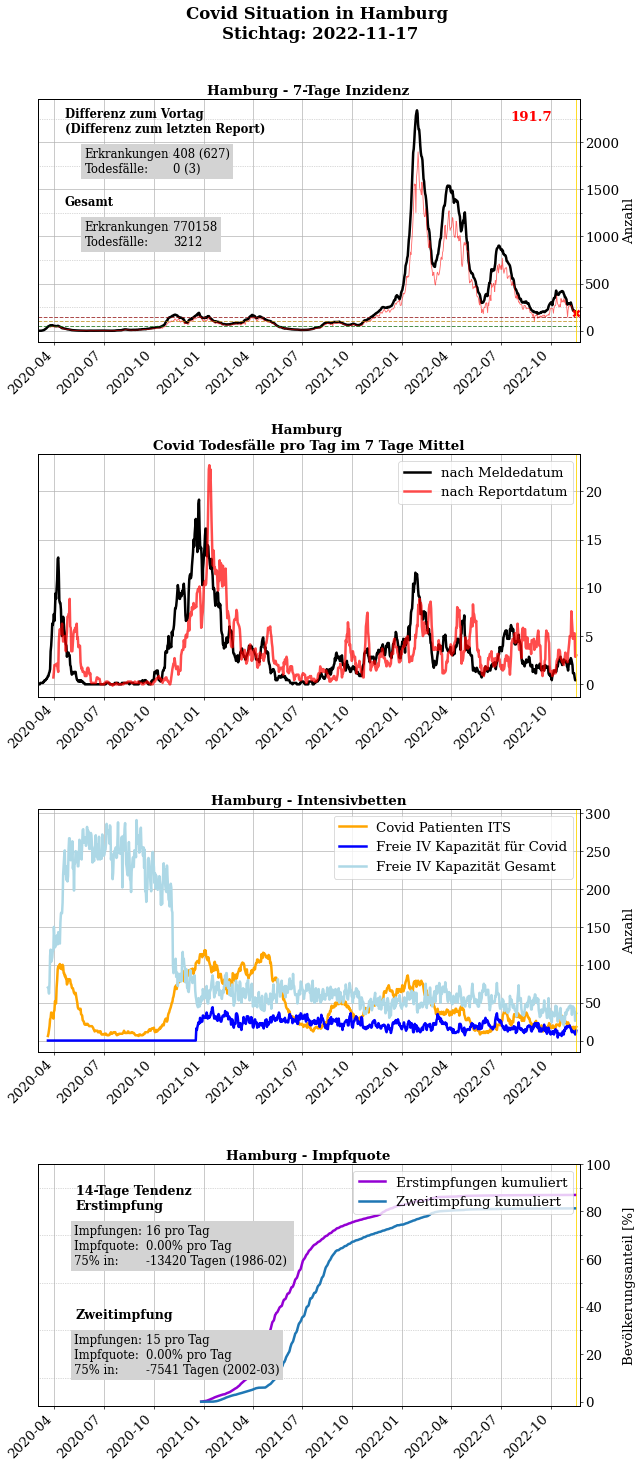 Covid Situation in Hamburg
Stichtag: 2022-11-17
Hamburg - 7-Tage Inzidenz
Differenz zum Vortag
(Differenz zum letzten Report)
Erkrankungen 408 (627)
Todesfälle: 0 (3)
Gesamt
Erkrankungen 770158
Todesfälle: 3212
191.7
2000
1500
1000
500
0
Anzahl
2020-04 2020-07 2020-10 2021-01 2021-04 2021-07 2021-10 2022-01 2022-04 2022-07 2022-10
Hamburg
Covid Todesfälle pro Tag im 7 Tage Mittel
nach Meldedatum
nach Reportdatum
20
15
10
5
0
2020-04 2020-07 2020-10 2021-01 2021-04 2021-07 2021-10 2022-01 2022-04 2022-07 2022-10
Hamburg - Intensivbetten
Covid Patienten ITS
Freie IV Kapazität für Covid
Freie IV Kapazität Gesamt
300
250
200
150
100
50
0
Anzahl
2020-04 2020-07 2020-10 2021-01 2021-04 2021-07 2021-10 2022-01 2022-04 2022-07 2022-10
Hamburg - Impfquote
14-Tage Tendenz
Erstimpfung
Impfungen: 16 pro Tag
Impfquote: 0.00% pro Tag
75% in: -13420 Tagen (1986-02)
Zweitimpfung
Impfungen: 15 pro Tag
Impfquote: 0.00% pro Tag
75% in: -7541 Tagen (2002-03)
Erstimpfungen kumuliert
Zweitimpfung kumuliert
100
80
60
40
20
0
Bevölkerungsanteil [%]
2020-04 2020-07 2020-10 2021-01 2021-04 2021-07 2021-10 2022-01 2022-04 2022-07 2022-10